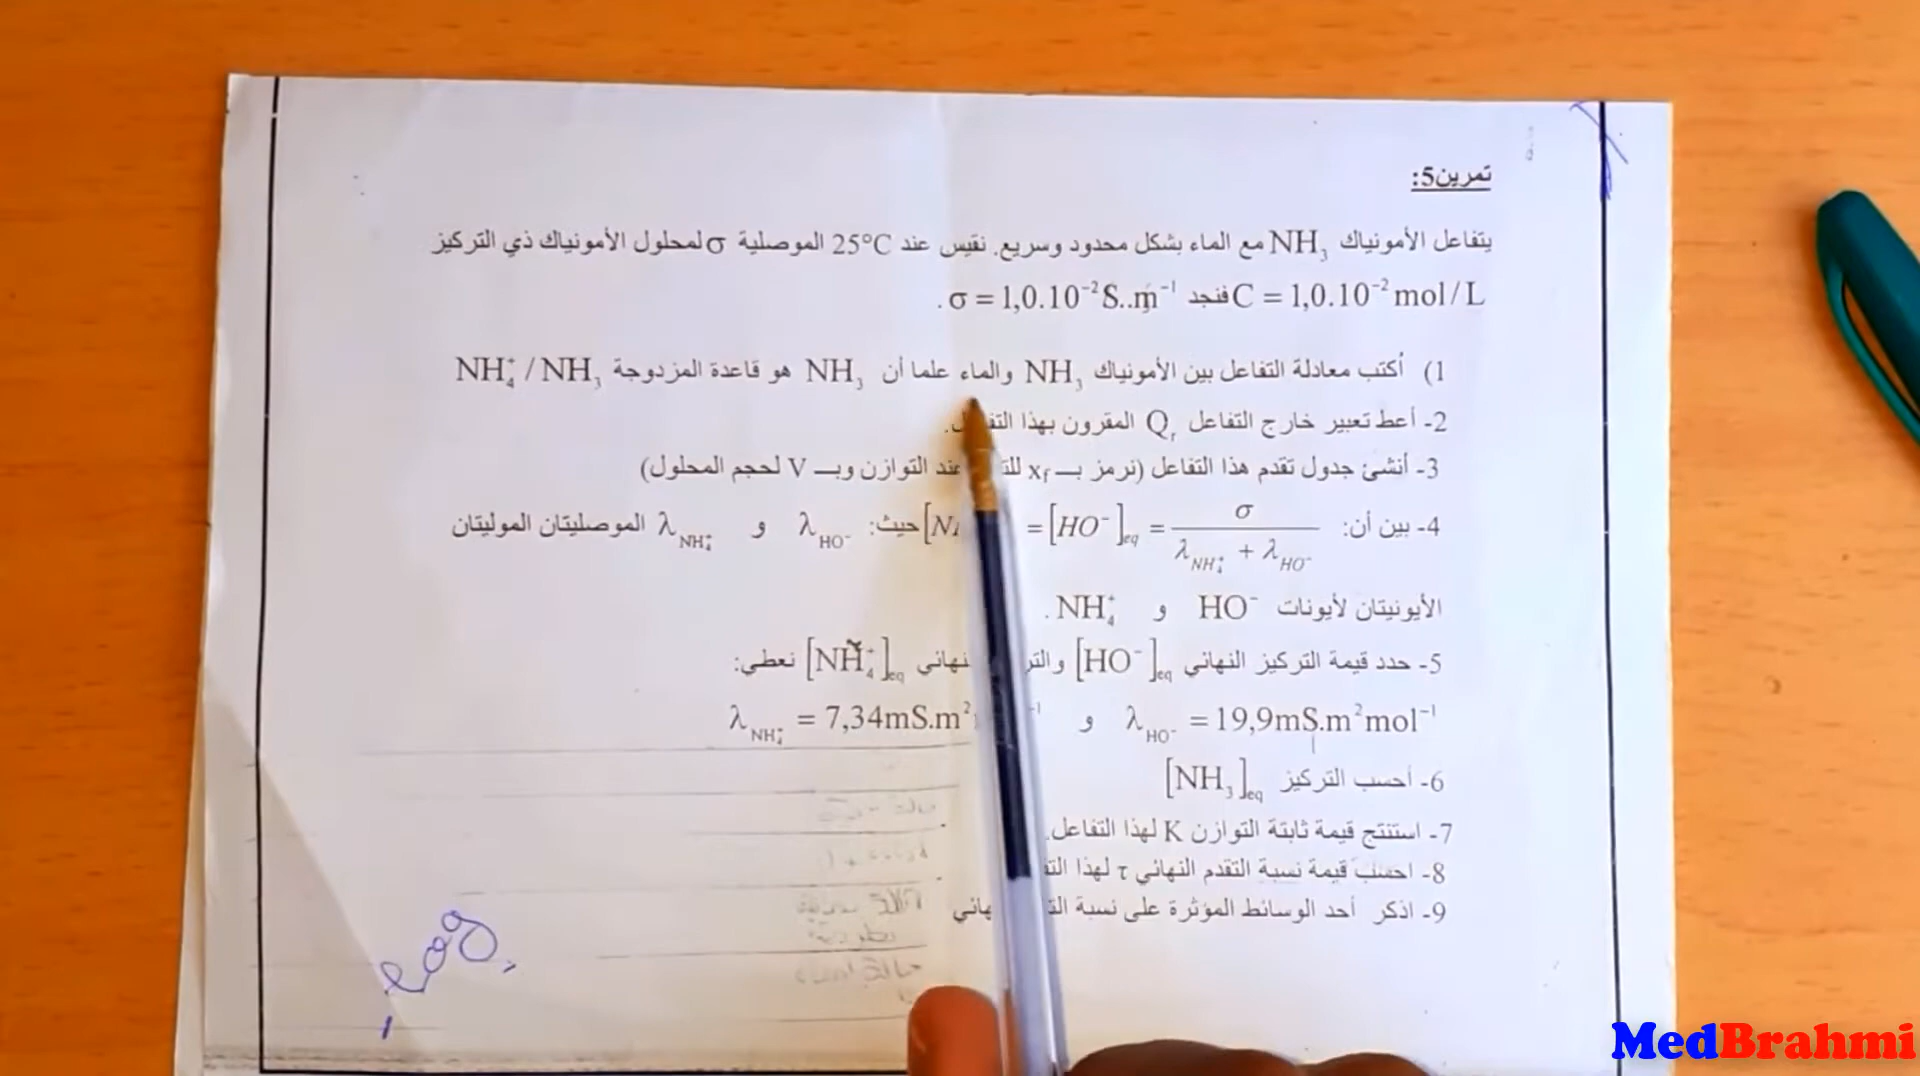 تمرين5:
يتفاعل الأمونياك NH₃ مع الماء بشكل محدود وسريع. نقيس عند 25°C الموصلية σ لمحلول الأمونياك ذي التركيز
C = 1,0.10⁻² mol/L فنجد σ = 1,0.10⁻² S..m⁻¹ .
1) أكتب معادلة التفاعل بين الأمونياك NH₃ والماء علما أن NH₃ هو قاعدة المزدوجة NH₄⁺ / NH₃
2- أعط تعبير خارج التفاعل Qᵣ المقرون بهذا
3- أنشئ جدول تقدم هذا التفاعل (نرمز بـ xf عند التوازن وبـ V لحجم المحلول)
4- بين أن: = [HO⁻]eq = σ / (λNH₄⁺ + λHO⁻) حيث: λHO⁻ و λNH₄⁺ الموصليتان الموليتان
الأيونيتان لأيونات HO⁻ و NH₄⁺ .
5- حدد قيمة التركيز النهائي [HO⁻]eq [NH₄⁺]eq نعطي:
λHO⁻ = 19,9mS.m²mol⁻¹ و λNH₄⁺ = 7,34mS.m²
6- أحسب التركيز [NH₃]eq
7- استنتج قيمة ثابتة التوازن K لهذا التفاعل.
8- احسب قيمة نسبة التقدم النهائي τ لهذا
9- اذكر أحد الوسائط المؤثرة على نسبة
MedBrahmi